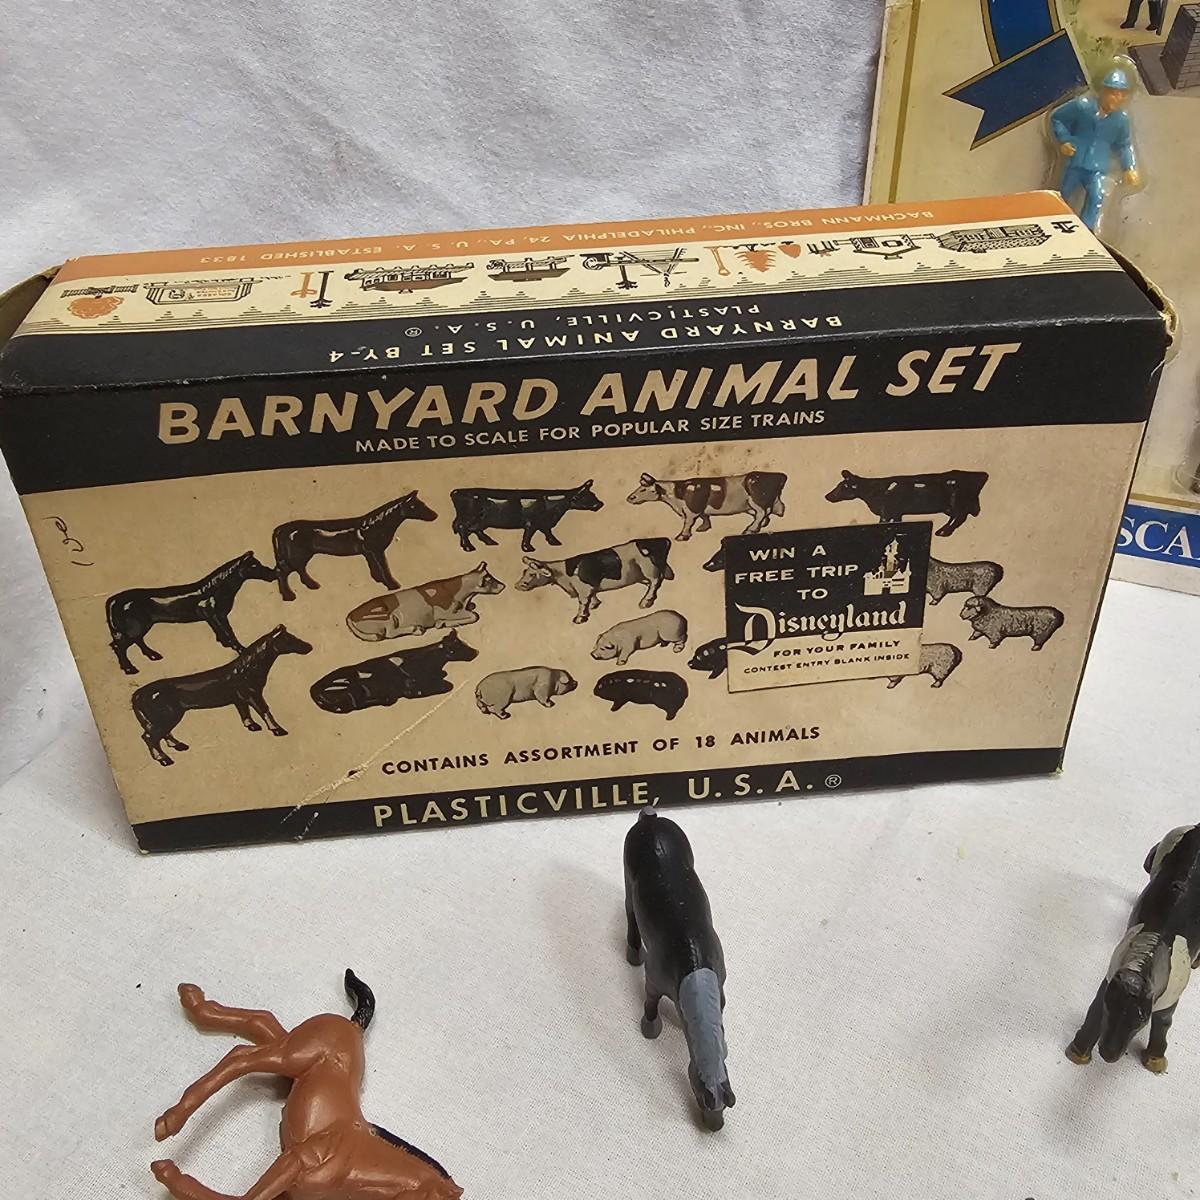 BACHMANN BROS., INC., PHILADELPHIA 24, PA., U. S. A. ESTABLISHED 1833
BARNYARD ANIMAL SET BY-4
PLASTICVILLE, U.S.A.®
BARNYARD ANIMAL SET
MADE TO SCALE FOR POPULAR SIZE TRAINS
WIN A
FREE TRIP
TO
Disneyland
FOR YOUR FAMILY
CONTEST ENTRY BLANK INSIDE
CONTAINS ASSORTMENT OF 18 ANIMALS
PLASTICVILLE, U.S.A.®
SCA